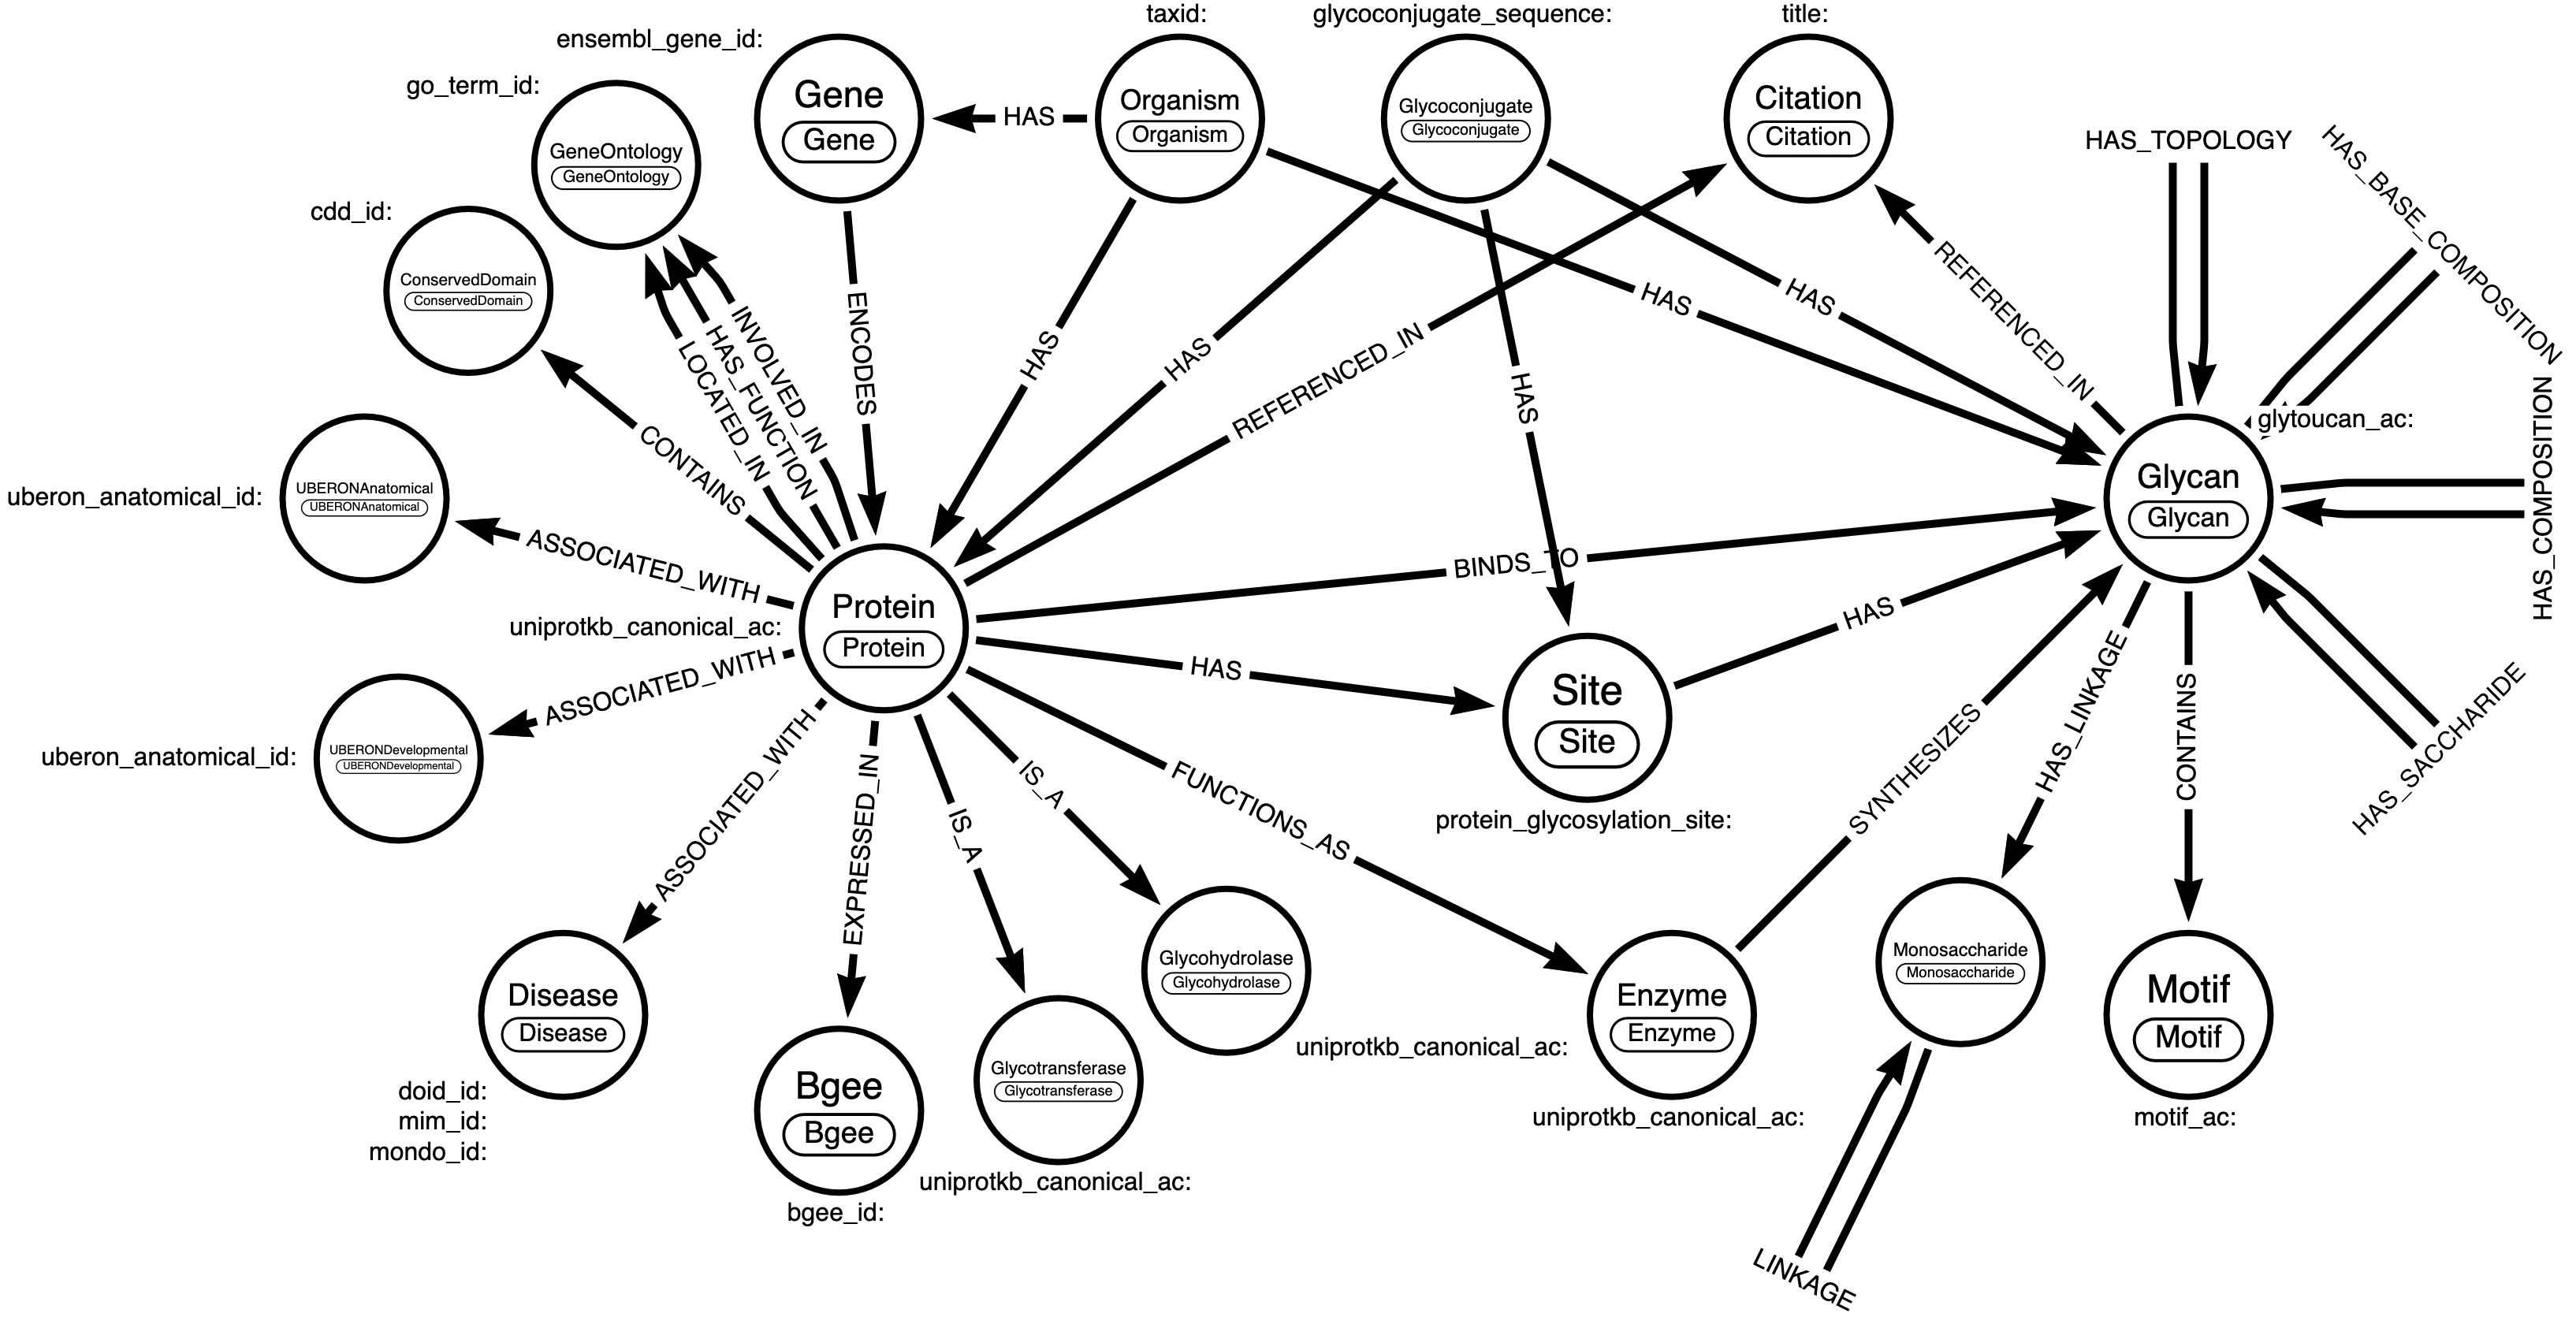 taxid:
glycoconjugate_sequence:
title:
ensembl_gene_id:
go_term_id:
Gene
Gene
HAS
Organism
Organism
Glycoconjugate
Glycoconjugate
Citation
Citation
HAS_TOPOLOGY
HAS_BASE_COMPOSITION
GeneOntology
GeneOntology
cdd_id:
ConservedDomain
ConservedDomain
INVOLVED_IN
HAS_FUNCTION
LOCATED_IN
ENCODES
HAS
HAS
REFERENCED_IN
HAS
HAS
HAS
REFERENCED_IN
glytoucan_ac:
HAS_COMPOSITION
CONTAINS
uberon_anatomical_id:
UBERONAnatomical
UBERONAnatomical
ASSOCIATED_WITH
Glycan
Glycan
BINDS_TO
uniprotkb_canonical_ac:
Protein
Protein
HAS
HAS
ASSOCIATED_WITH
Site
Site
protein_glycosylation_site:
HAS_LINKAGE
CONTAINS
HAS_SACCHARIDE
uberon_anatomical_id:
UBERONDevelopmental
UBERONDevelopmental
ASSOCIATED_WITH
EXPRESSED_IN
IS_A
IS_A
FUNCTIONS_AS
SYNTHESIZES
Disease
Disease
doid_id:
mim_id:
mondo_id:
Bgee
Bgee
bgee_id:
Glycotransferase
Glycotransferase
uniprotkb_canonical_ac:
Glycohydrolase
Glycohydrolase
uniprotkb_canonical_ac:
Enzyme
Enzyme
uniprotkb_canonical_ac:
Monosaccharide
Monosaccharide
Motif
Motif
motif_ac:
LINKAGE